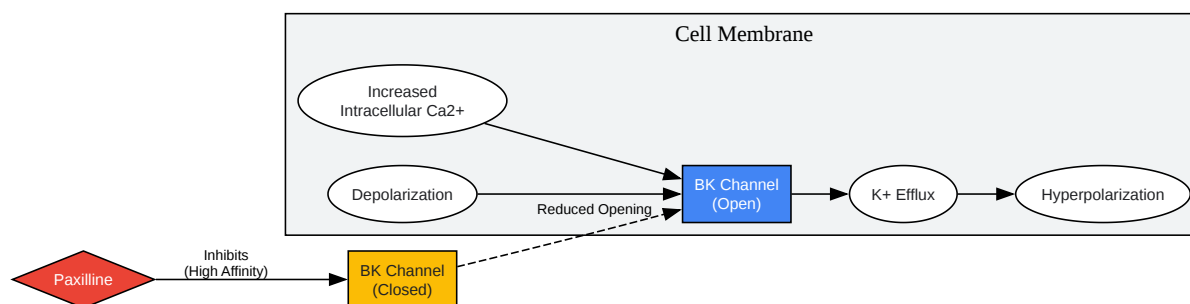 Cell Membrane
Increased
Intracellular Ca2+
Depolarization
BK Channel
(Open)
K+ Efflux
Hyperpolarization
Reduced Opening
Paxilline
Inhibits
(High Affinity)
BK Channel
(Closed)